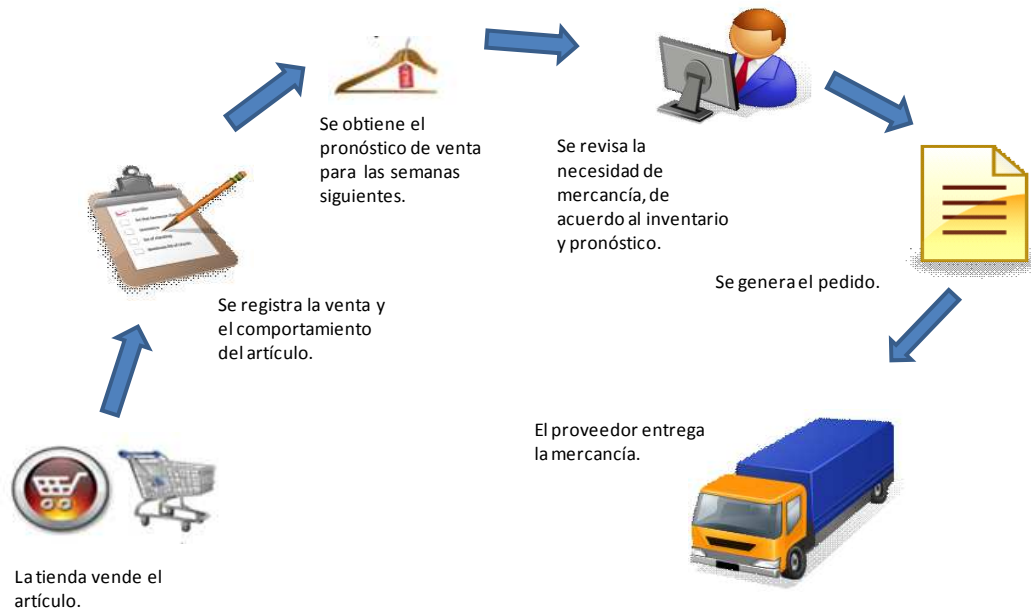 La tienda vende el
artículo.
Se registra la venta y
el comportamiento
del artículo.
Se obtiene el
pronóstico de venta
para las semanas
siguientes.
Se revisa la
necesidad de
mercancía, de
acuerdo al inventario
y pronóstico.
Se genera el pedido.
El proveedor entrega
la mercancía.